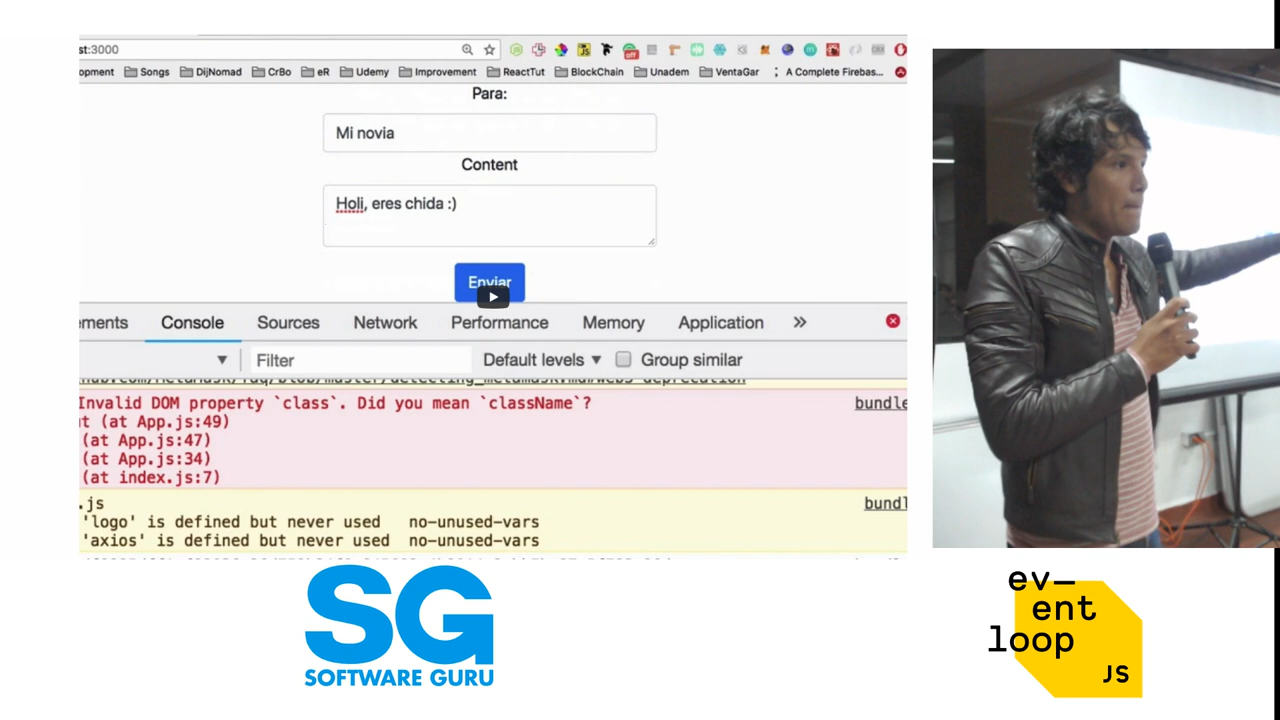 st:3000
opment Songs DijNomad CrBo eR Udemy Improvement ReactTut BlockChain Unadem VentaGar A Complete Firebas...
off
Para:
Mi novia
Content
Holi, eres chida :)
Enviar
ements Console Sources Network Performance Memory Application »
Filter Default levels ▼ Group similar
Invalid DOM property `class`. Did you mean `className`? bundle
t (at App.js:49)
(at App.js:47)
(at App.js:34)
(at index.js:7)
.js bundl
'logo' is defined but never used no-unused-vars
'axios' is defined but never used no-unused-vars
SG
SOFTWARE GURU
ev—
ent
loop
JS